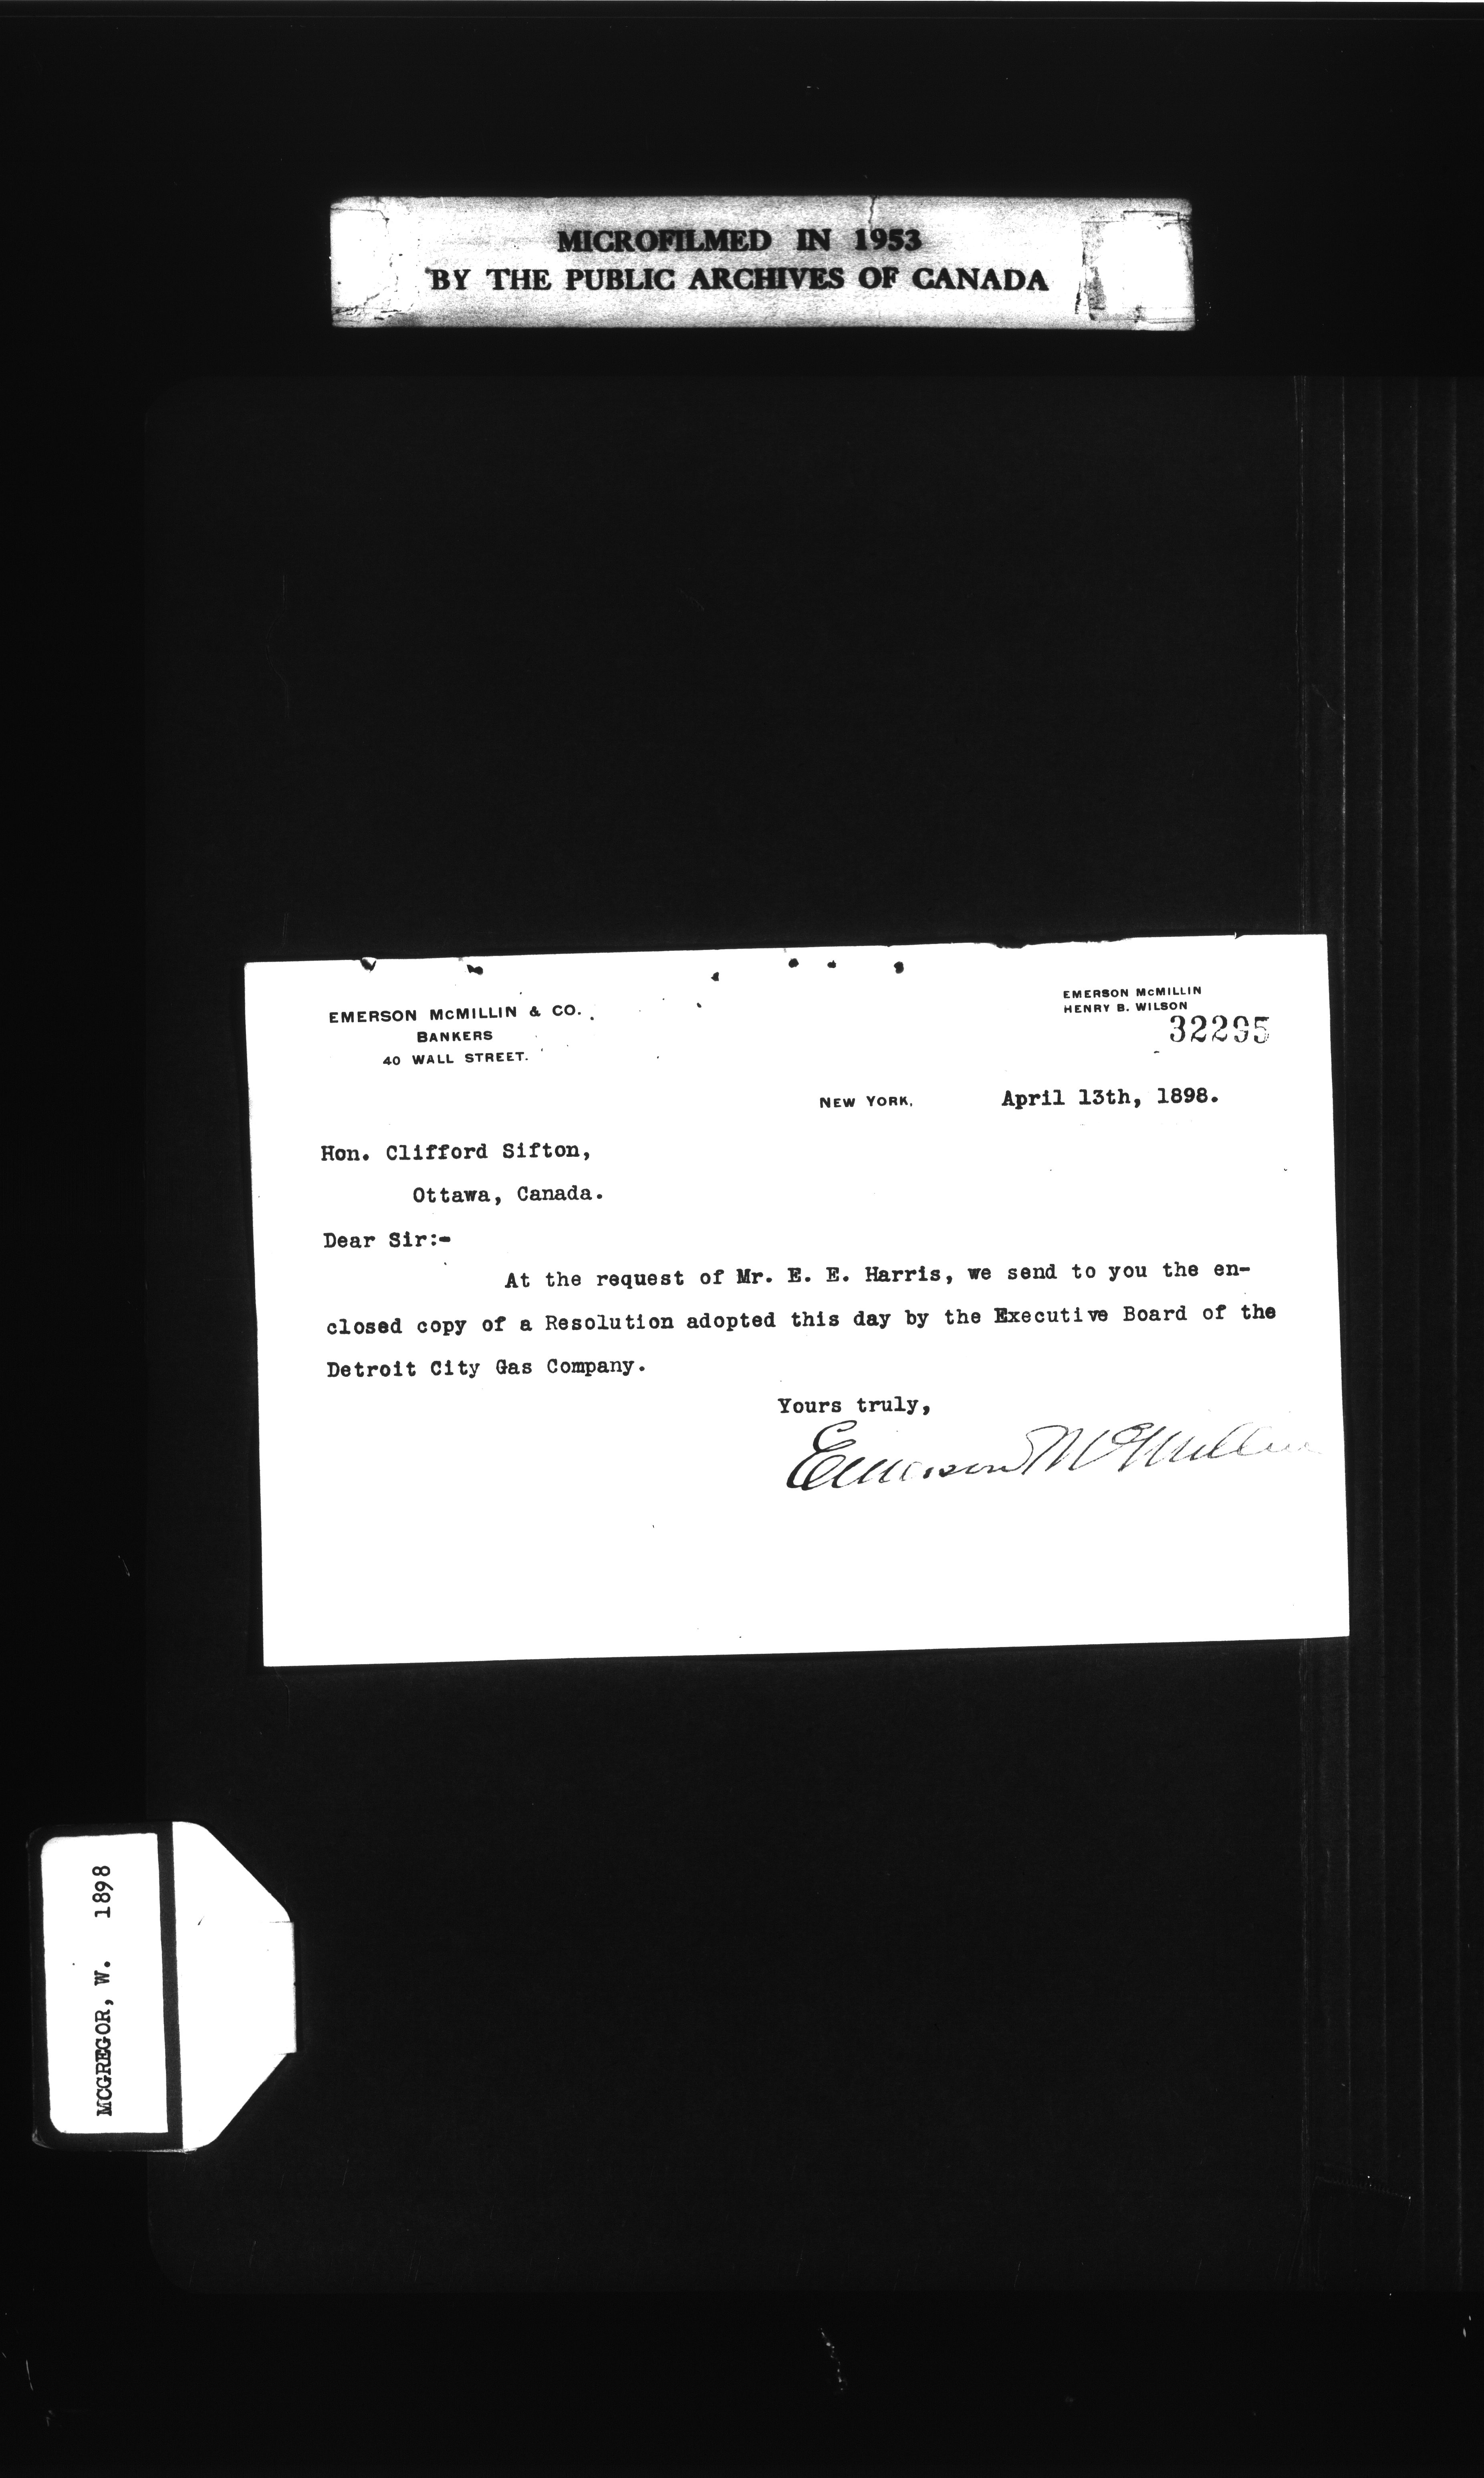 MICROFILMED IN 1953
BY THE PUBLIC ARCHIVES OF CANADA
EMERSON McMILLIN & CO.
BANKERS
40 WALL STREET.
EMERSON McMILLIN
HENRY B. WILSON
32295
NEW YORK, April 13th, 1898.
Hon. Clifford Sifton,
Ottawa, Canada.
Dear Sir:-
At the request of Mr. E. E. Harris, we send to you the en-
closed copy of a Resolution adopted this day by the Executive Board of the
Detroit City Gas Company.
Yours truly,
Emerson McMillin
MCGREGOR, W. 1898